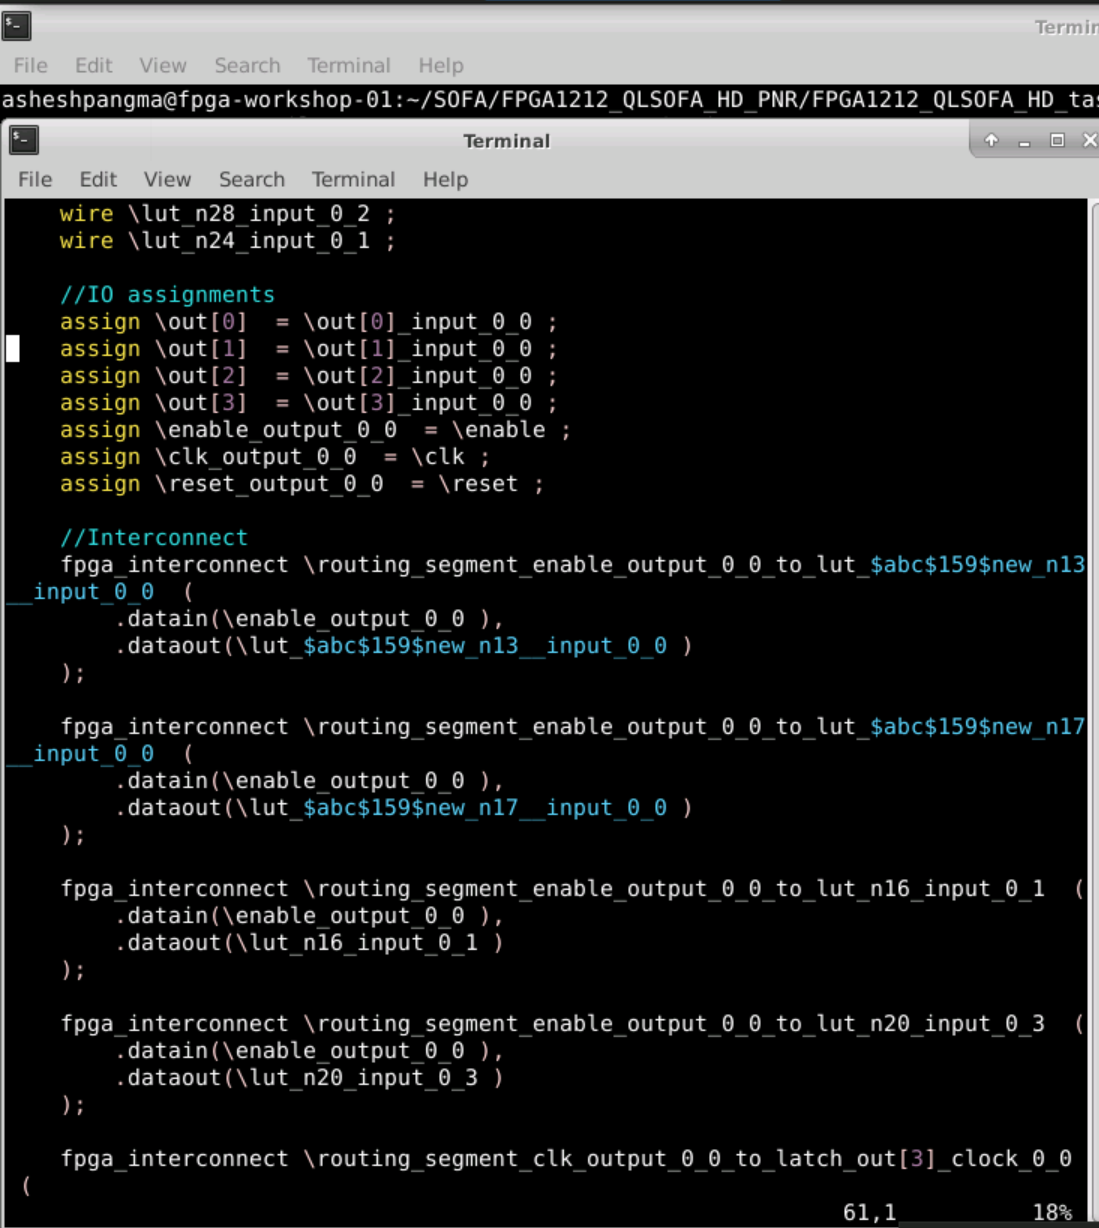 Termin
File Edit View Search Terminal Help
asheshpangma@fpga-workshop-01:~/SOFA/FPGA1212_QLSOFA_HD_PNR/FPGA1212_QLSOFA_HD_tas
Terminal
File Edit View Search Terminal Help
wire \lut_n28_input_0_2 ;
wire \lut_n24_input_0_1 ;
//IO assignments
assign \out[0]  = \out[0]_input_0_0 ;
assign \out[1]  = \out[1]_input_0_0 ;
assign \out[2]  = \out[2]_input_0_0 ;
assign \out[3]  = \out[3]_input_0_0 ;
assign \enable_output_0_0  = \enable ;
assign \clk_output_0_0  = \clk ;
assign \reset_output_0_0  = \reset ;
//Interconnect
fpga_interconnect \routing_segment_enable_output_0_0_to_lut_$abc$159$new_n13
__input_0_0  (
.datain(\enable_output_0_0 ),
.dataout(\lut_$abc$159$new_n13__input_0_0 )
);
fpga_interconnect \routing_segment_enable_output_0_0_to_lut_$abc$159$new_n17
__input_0_0  (
.datain(\enable_output_0_0 ),
.dataout(\lut_$abc$159$new_n17__input_0_0 )
);
fpga_interconnect \routing_segment_enable_output_0_0_to_lut_n16_input_0_1  (
.datain(\enable_output_0_0 ),
.dataout(\lut_n16_input_0_1 )
);
fpga_interconnect \routing_segment_enable_output_0_0_to_lut_n20_input_0_3  (
.datain(\enable_output_0_0 ),
.dataout(\lut_n20_input_0_3 )
);
fpga_interconnect \routing_segment_clk_output_0_0_to_latch_out[3]_clock_0_0
(
61,1 18%